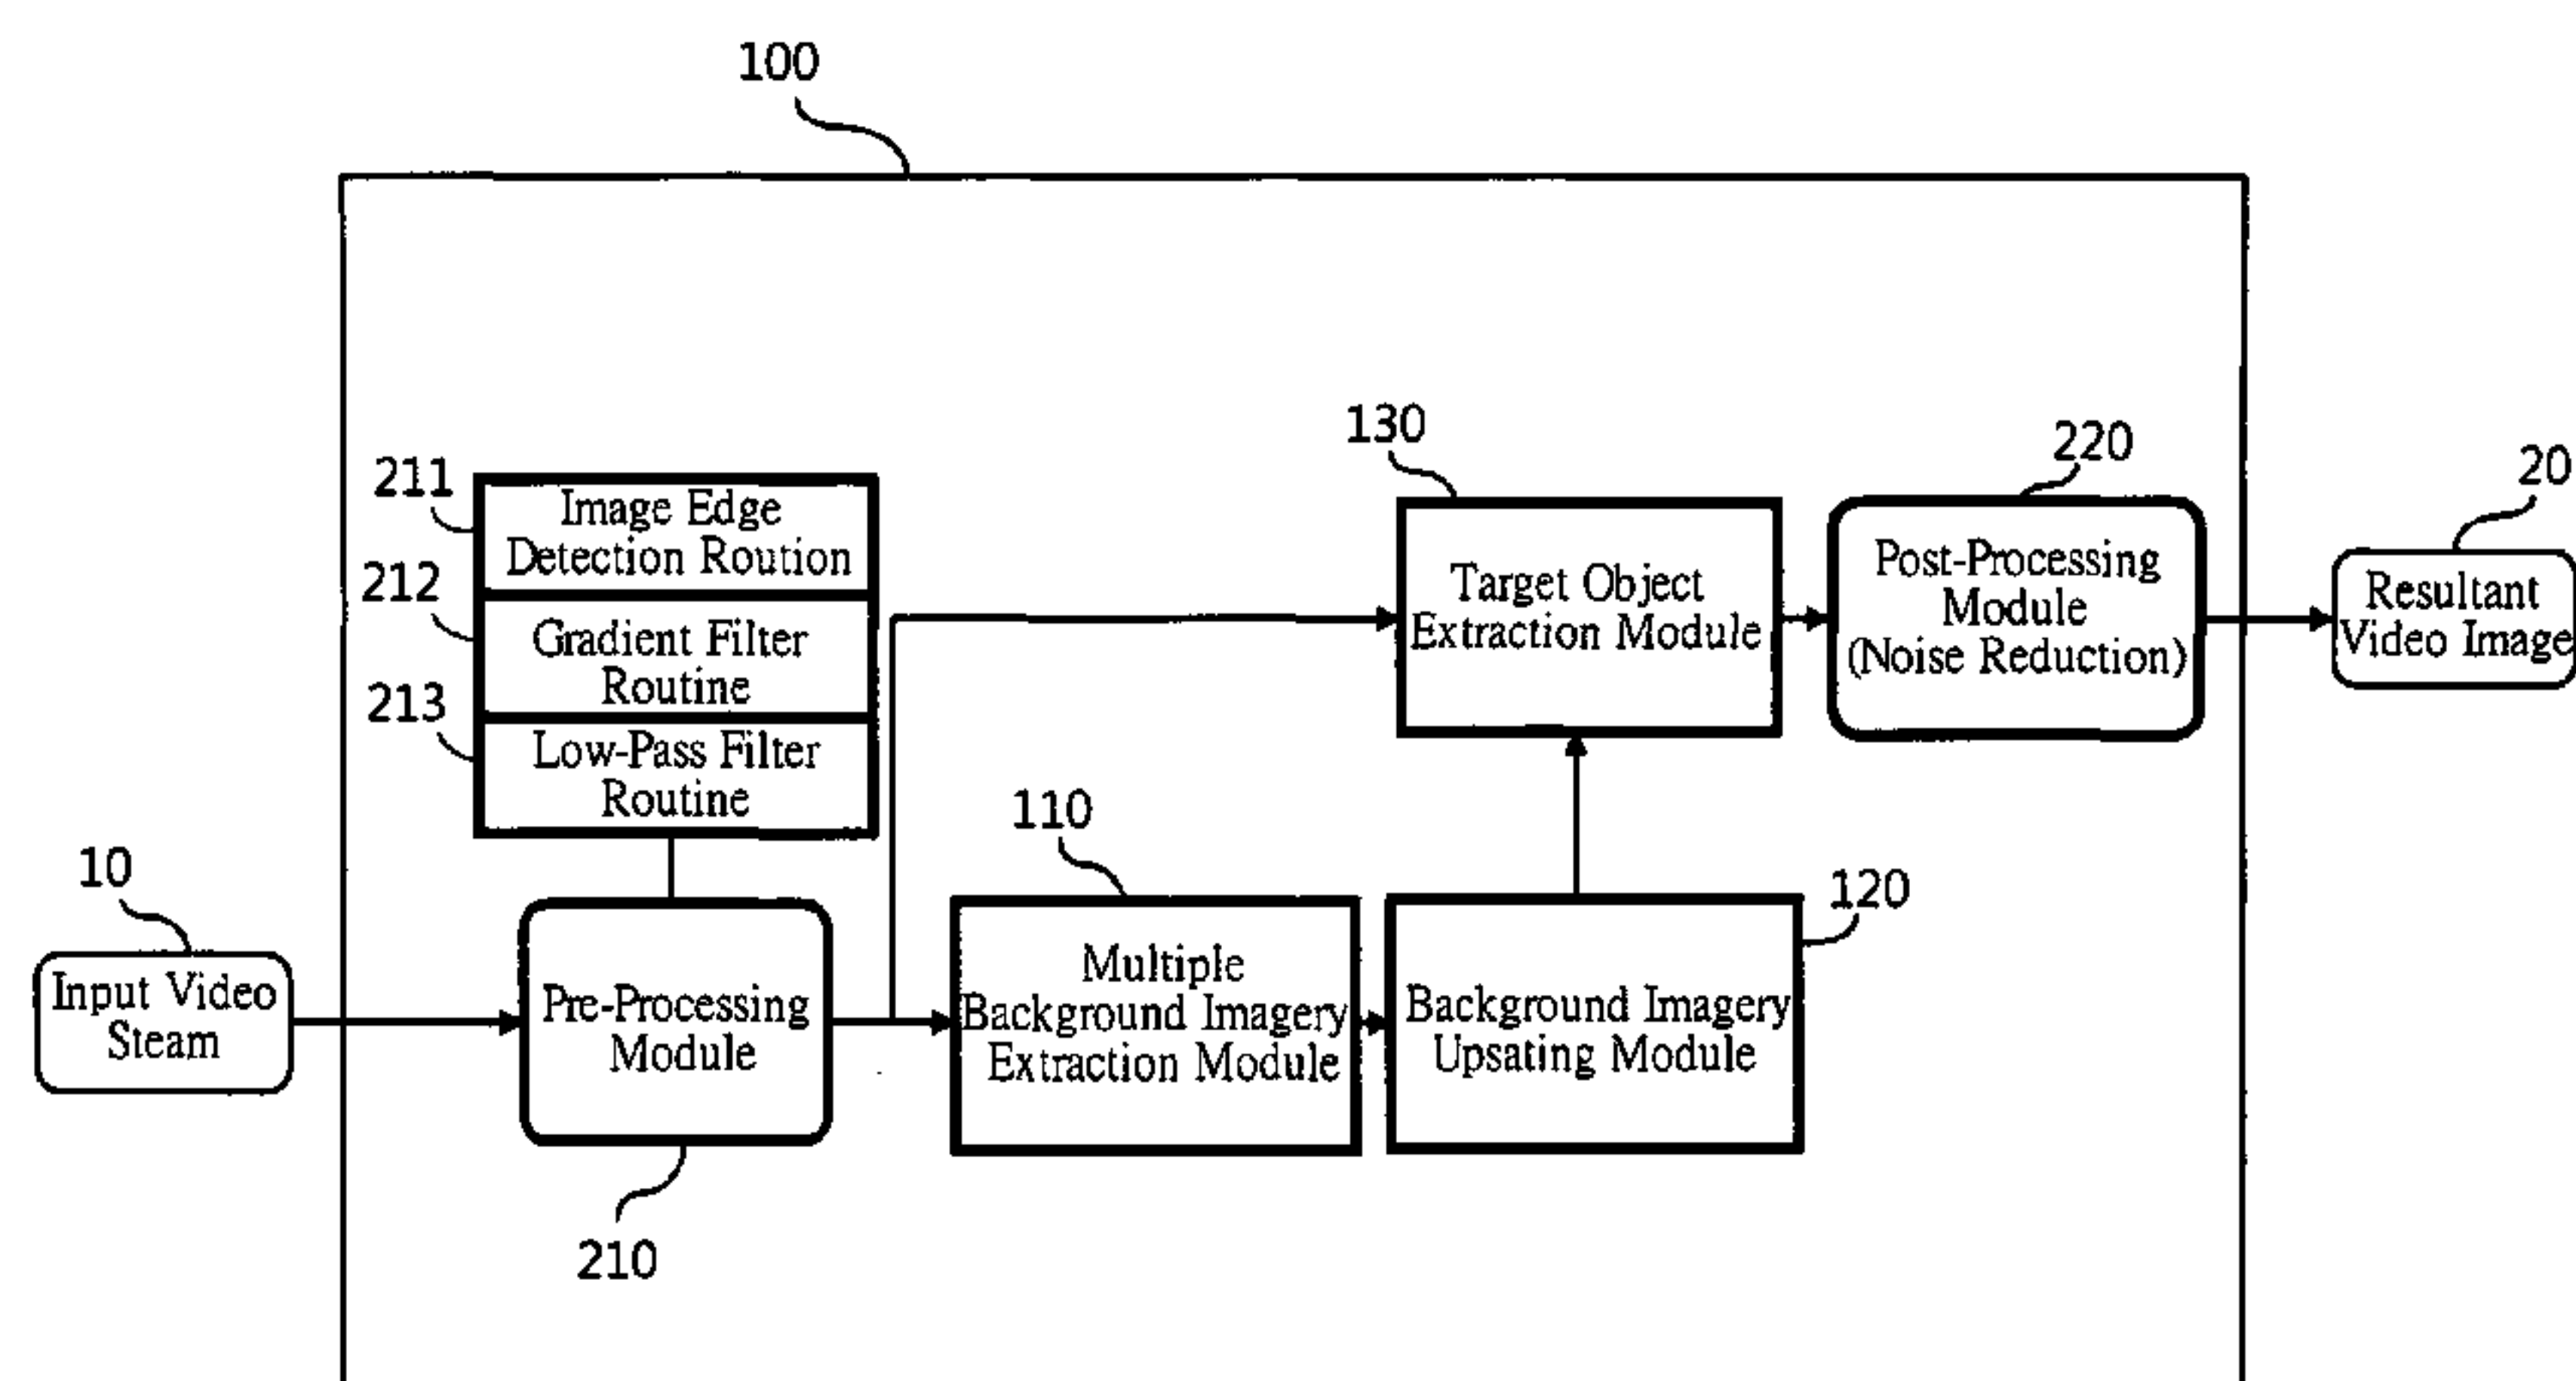 100
130
220
20
211
Image Edge
Detection Roution
212
Gradient Filter
Routine
213
Low-Pass Filter
Routine
Target Object
Extraction Module
Post-Processing
Module
(Noise Reduction)
Resultant
Video Image
10
Input Video
Steam
Pre-Processing
Module
210
110
Multiple
Background Imagery
Extraction Module
120
Background Imagery
Upsating Module